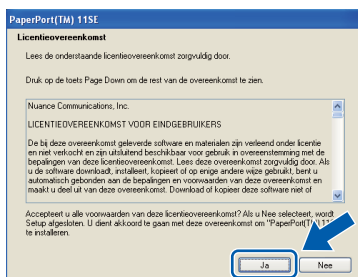 PaperPort(TM) 11SE
Licentieovereenkomst
Lees de onderstaande licentieovereenkomst zorgvuldig door.
Druk op de toets Page Down om de rest van de overeenkomst te zien.
Nuance Communications, Inc.
LICENTIEOVEREENKOMST VOOR EINDGEBRUIKERS
De bij deze overeenkomst geleverde software en materialen zijn verleend onder licentie
en niet verkocht en zijn uitsluitend beschikbaar voor gebruik in overeenstemming met de
bepalingen van deze licentieovereenkomst. Lees deze overeenkomst zorgvuldig door. Als
u de software downloadt, installeert, kopieert of op enige andere wijze gebruikt, bent u
automatisch gebonden aan de bepalingen en voorwaarden van deze overeenkomst en
maakt u deel uit van deze overeenkomst. Download of kopieer deze software niet of
Accepteert u alle voorwaarden van deze licentieovereenkomst? Als u Nee selecteert, wordt
Setup afgesloten. U dient akkoord te gaan met deze overeenkomst om "PaperPort(TM)
te installeren.
Ja
Nee